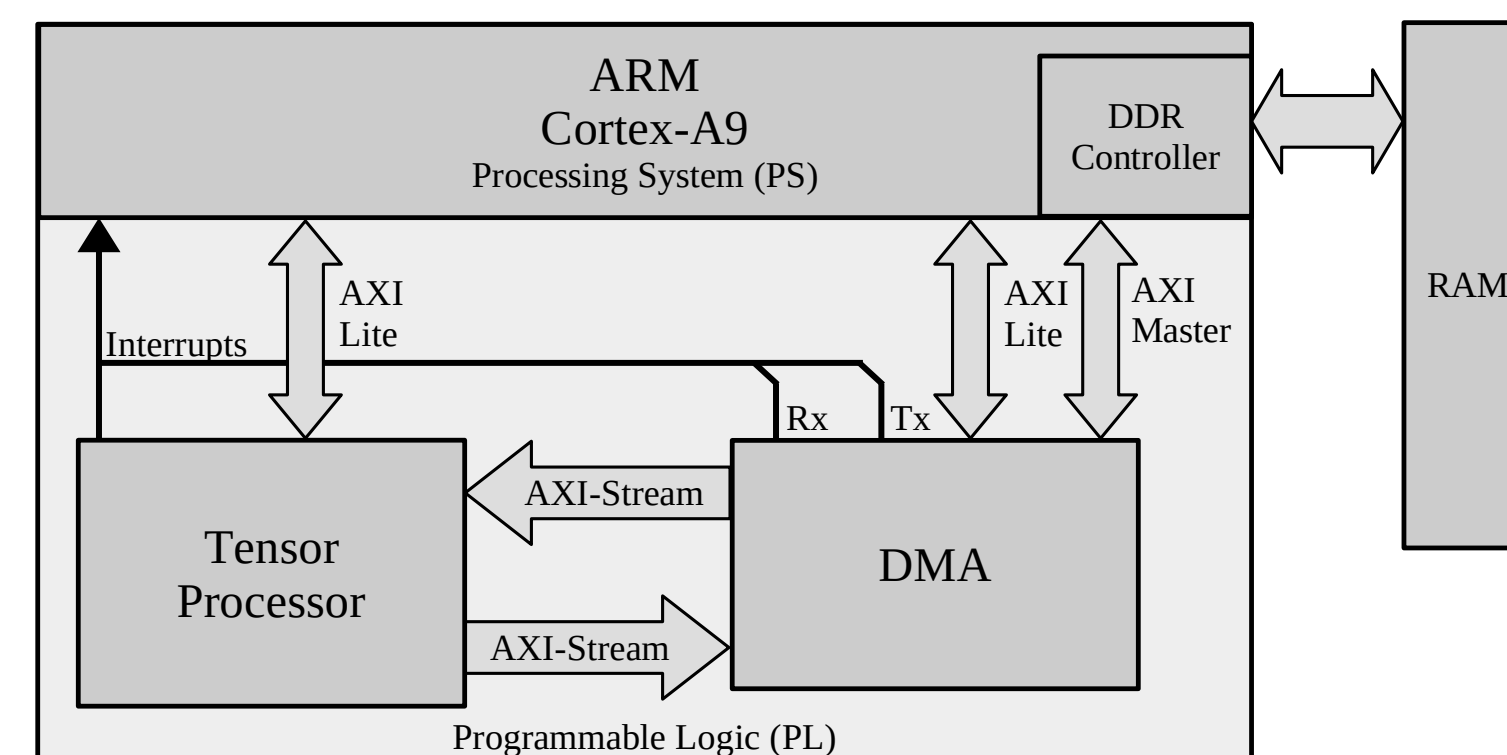 ARM
Cortex-A9
Processing System (PS)
DDR
Controller
RAM
AXI
Lite
AXI
Lite
AXI
Master
Interrupts
Rx
Tx
AXI-Stream
Tensor
Processor
DMA
AXI-Stream
Programmable Logic (PL)